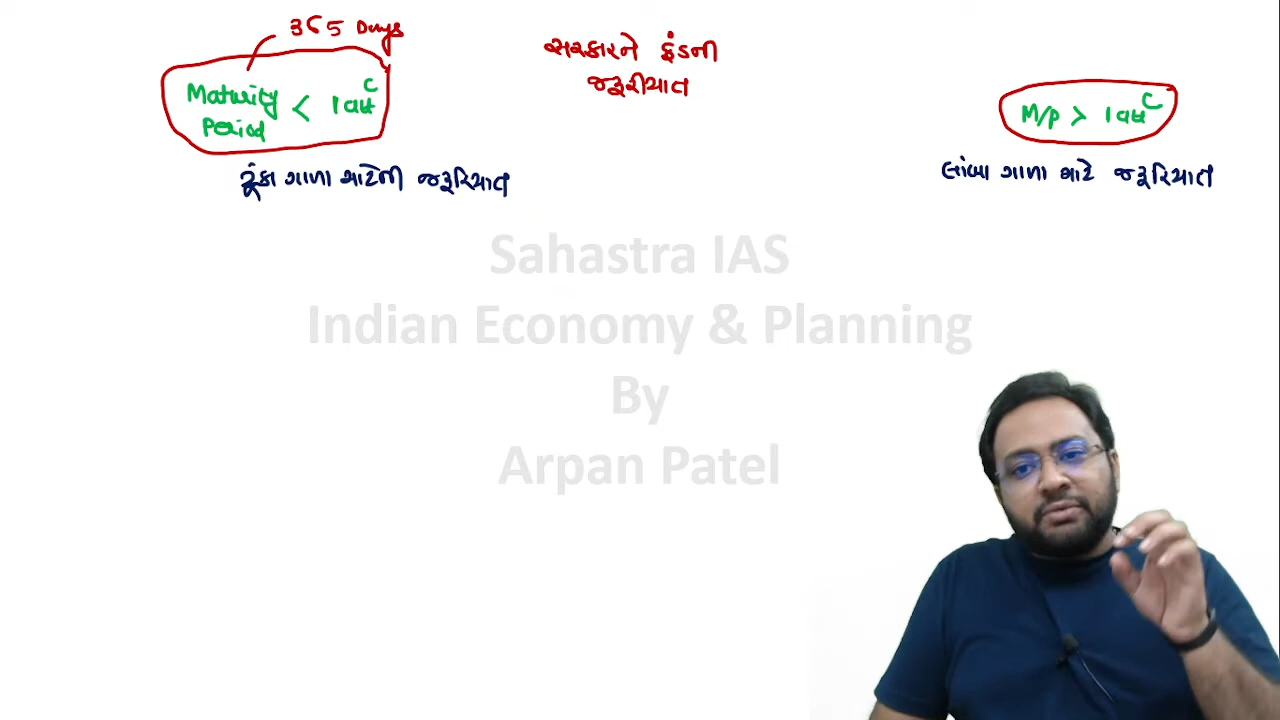 365 Days
સરકારને ફંડની
જરૂરીયાત
Maturity
Period < 1 વર્ષ
M/p > 1 વર્ષ
ટૂંકા ગાળા માટેની જરૂરિયાત
લાંબા ગાળા માટે જરૂરિયાત
Sahastra IAS
Indian Economy & Planning
By
Arpan Patel